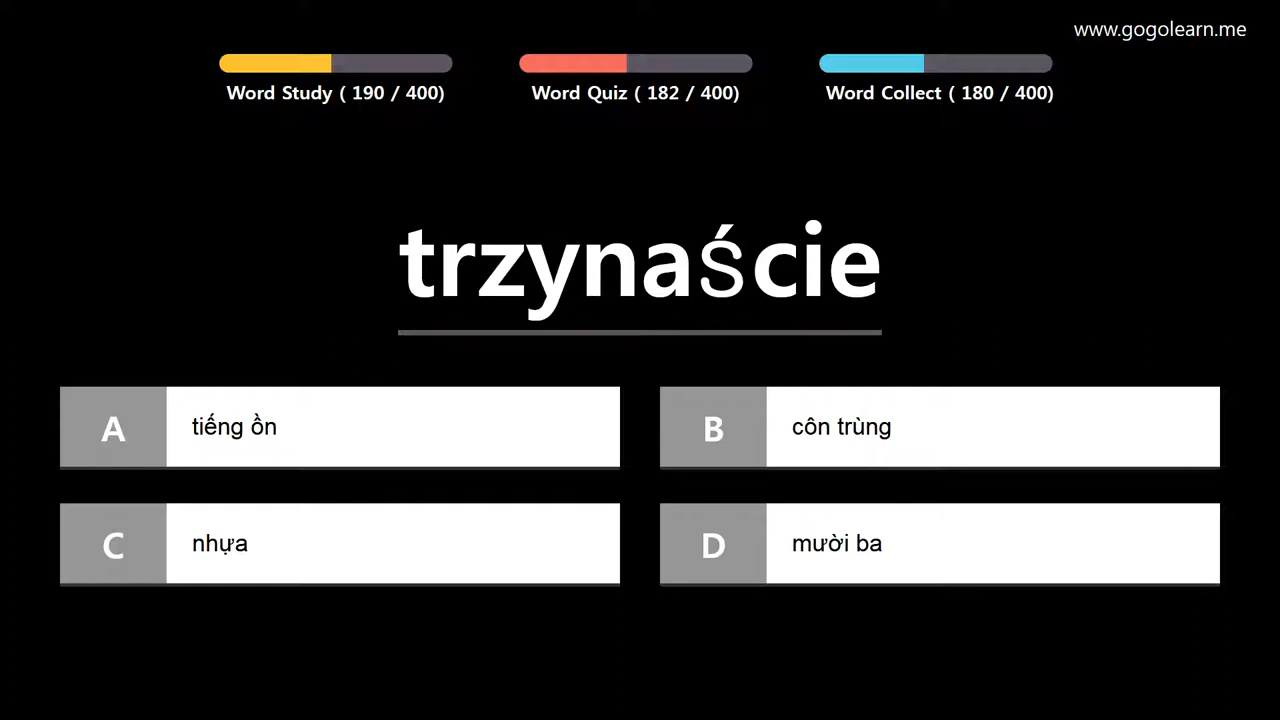 www.gogolearn.me
Word Study ( 190 / 400)
Word Quiz ( 182 / 400)
Word Collect ( 180 / 400)
trzynaście
A tiếng ồn
B côn trùng
C nhựa
D mười ba